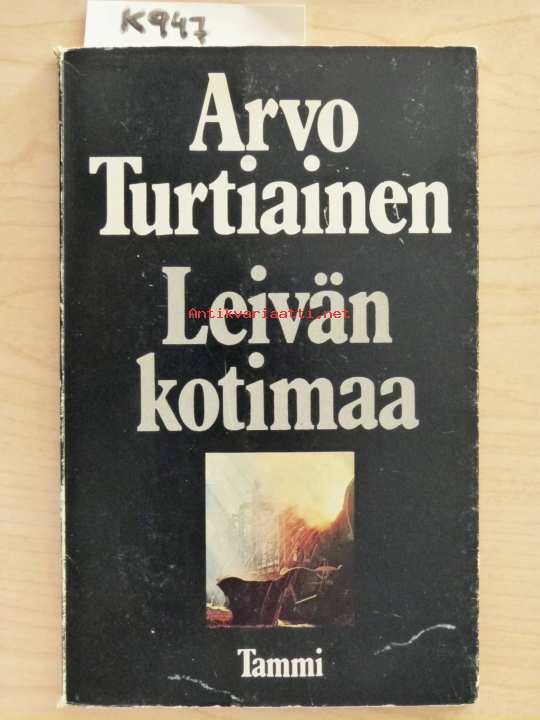 K947
Arvo
Turtiainen
Leivän
Antikvariaatti.net
kotimaa
Tammi